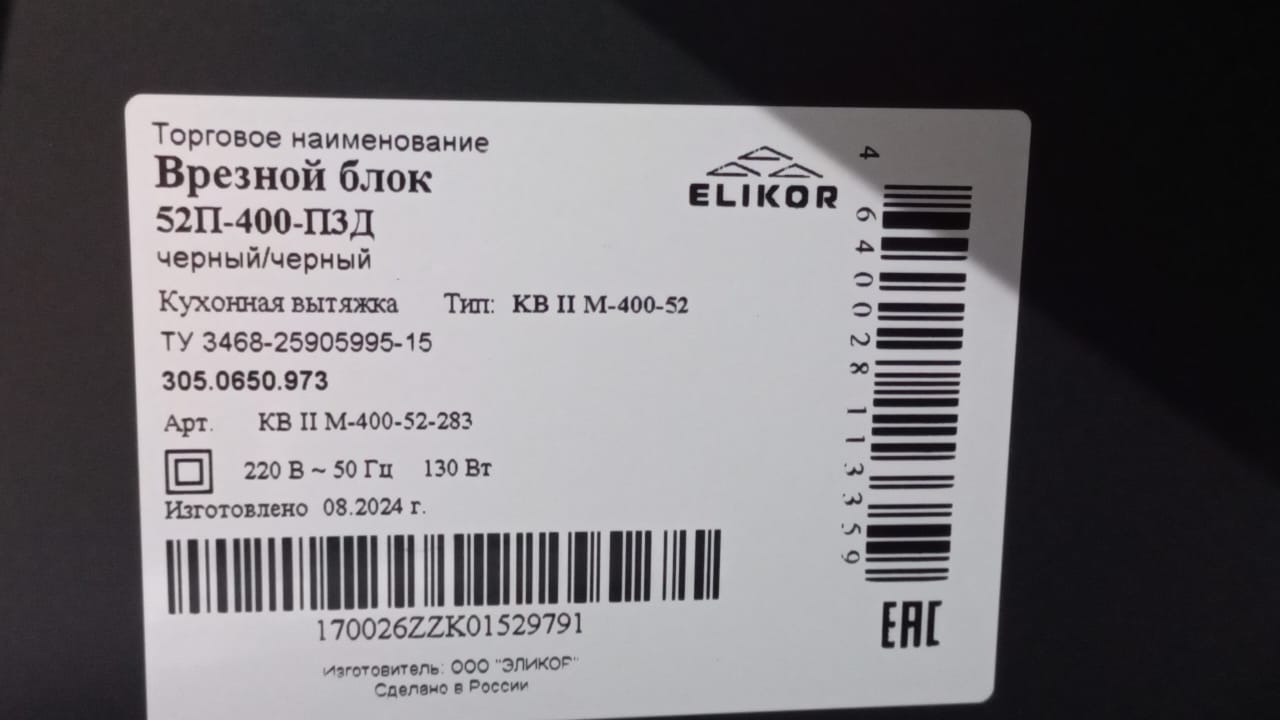 Торговое наименование
Врезной блок
52П-400-ПЗД
черный/черный
Кухонная вытяжка Тип: КВ II М-400-52
ТУ 3468-25905995-15
305.0650.973
Арт. КВ II М-400-52-283
220 В ~ 50 Гц 130 Вт
Изготовлено 08.2024 г.
170026ZZK01529791
Изготовитель: ООО "ЭЛИКОР"
Сделано в России
ELIKOR
4 640028 113359
EAC